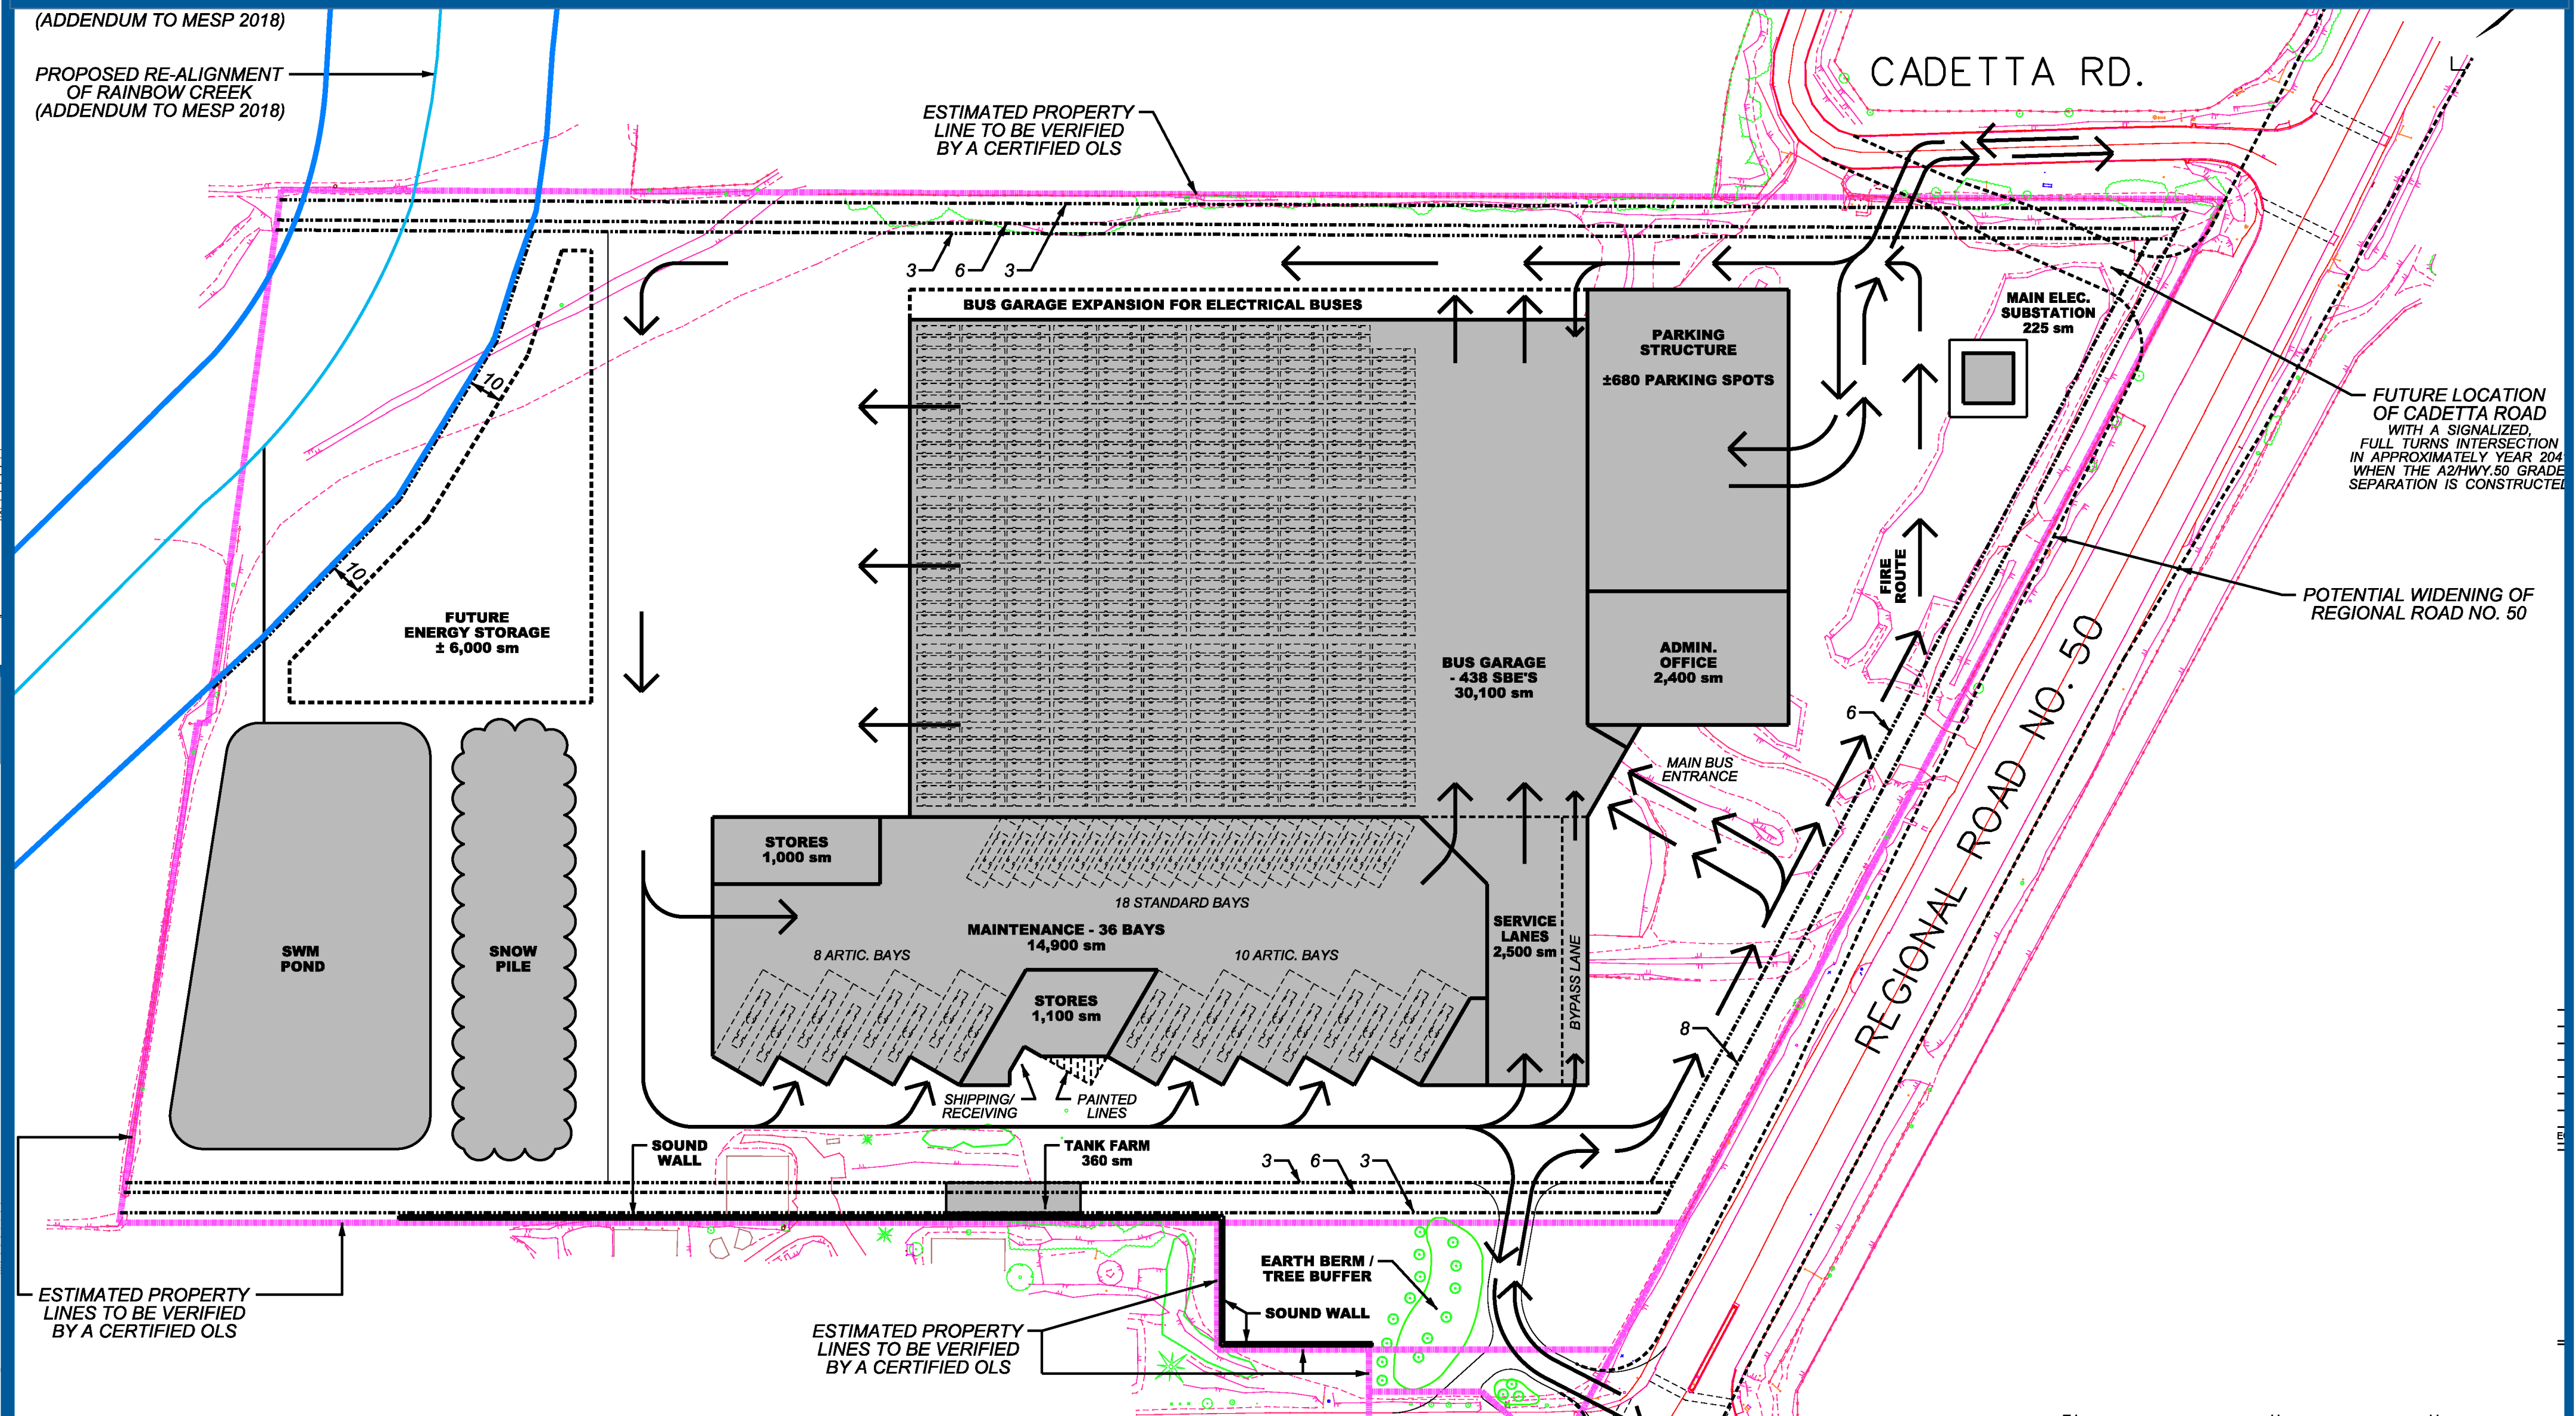 (ADDENDUM TO MESP 2018)
PROPOSED RE-ALIGNMENT
OF RAINBOW CREEK
(ADDENDUM TO MESP 2018)
ESTIMATED PROPERTY
LINE TO BE VERIFIED
BY A CERTIFIED OLS
CADETTA RD.
3
6
3
BUS GARAGE EXPANSION FOR ELECTRICAL BUSES
PARKING
STRUCTURE
±680 PARKING SPOTS
MAIN ELEC.
SUBSTATION
225 sm
FUTURE LOCATION
OF CADETTA ROAD
WITH A SIGNALIZED,
FULL TURNS INTERSECTION
IN APPROXIMATELY YEAR
WHEN THE A2/HWY.50 GRADE
SEPARATION IS
10
10
FIRE
ROUTE
POTENTIAL WIDENING OF
REGIONAL ROAD NO. 50
FUTURE
ENERGY STORAGE
± 6,000 sm
BUS GARAGE
- 438 SBE'S
30,100 sm
ADMIN.
OFFICE
2,400 sm
6
MAIN BUS
ENTRANCE
REGIONAL ROAD NO. 50
STORES
1,000 sm
18 STANDARD BAYS
MAINTENANCE - 36 BAYS
14,900 sm
8 ARTIC. BAYS
10 ARTIC. BAYS
SERVICE
LANES
2,500 sm
BYPASS LANE
SWM
POND
SNOW
PILE
STORES
1,100 sm
8
SHIPPING/
RECEIVING
PAINTED
LINES
SOUND
WALL
TANK FARM
360 sm
3
6
3
EARTH BERM /
TREE BUFFER
SOUND WALL
ESTIMATED PROPERTY
LINES TO BE VERIFIED
BY A CERTIFIED OLS
ESTIMATED PROPERTY
LINES TO BE VERIFIED
BY A CERTIFIED OLS